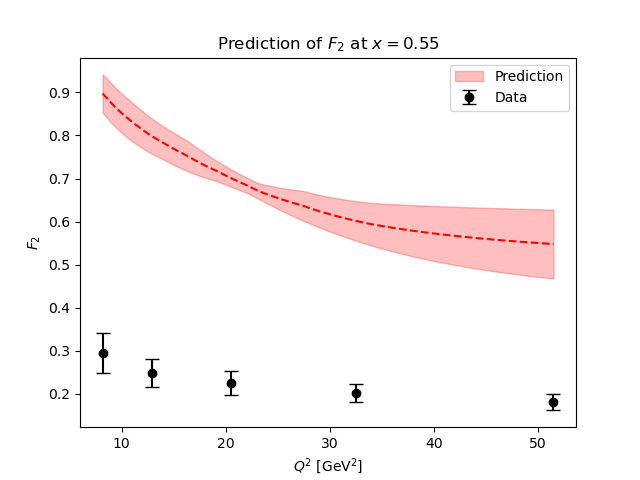 Prediction of F₂ at x = 0.55
Prediction
Data
F₂
0.9
0.8
0.7
0.6
0.5
0.4
0.3
0.2
10 20 30 40 50
Q² [GeV²]